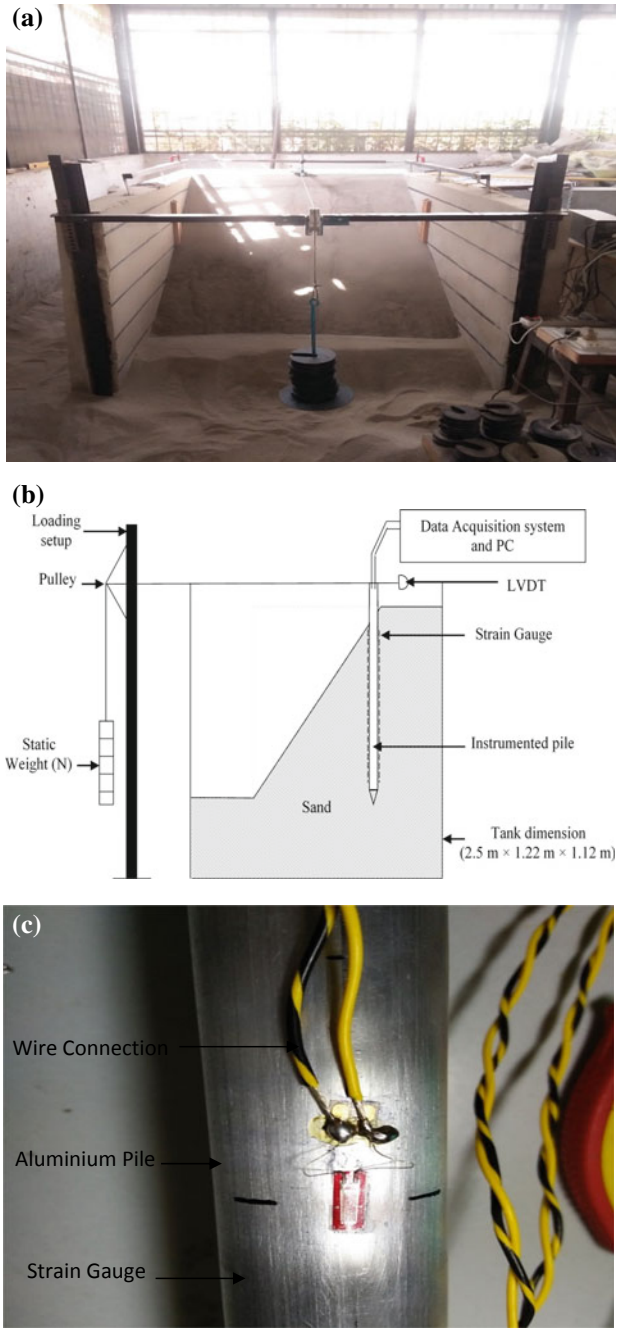 (a)
(b)
Loading
setup
Pulley
Static
Weight (N)
Data Acquisition system
and PC
LVDT
Strain Gauge
Instrumented pile
Sand
Tank dimension
(2.5 m × 1.22 m × 1.12 m)
(c)
Wire Connection
Aluminium Pile
Strain Gauge